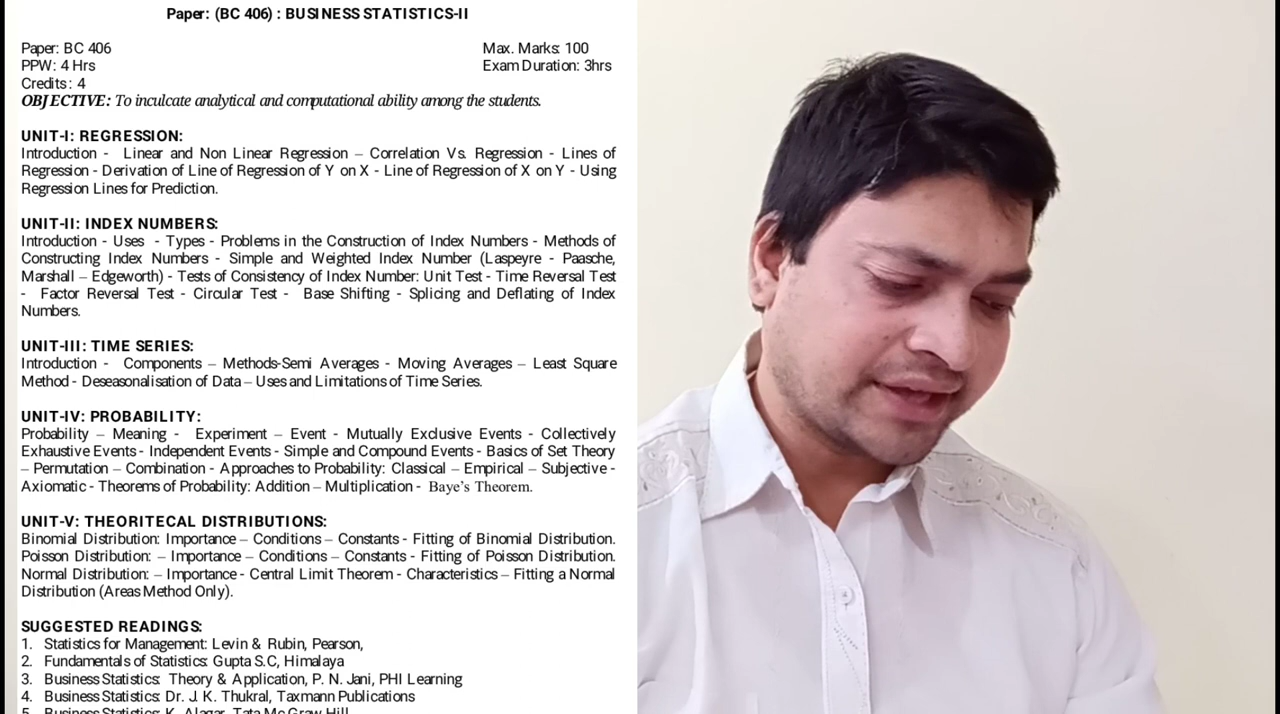 Paper: (BC 406) : BUSINESS STATISTICS-II
Paper: BC 406 Max. Marks: 100
PPW: 4 Hrs Exam Duration: 3hrs
Credits: 4
OBJECTIVE: To inculcate analytical and computational ability among the students.
UNIT-I: REGRESSION:
Introduction - Linear and Non Linear Regression – Correlation Vs. Regression - Lines of
Regression - Derivation of Line of Regression of Y on X - Line of Regression of X on Y - Using
Regression Lines for Prediction.
UNIT-II: INDEX NUMBERS:
Introduction - Uses - Types - Problems in the Construction of Index Numbers - Methods of
Constructing Index Numbers - Simple and Weighted Index Number (Laspeyre - Paasche,
Marshall – Edgeworth) - Tests of Consistency of Index Number: Unit Test - Time Reversal Test
- Factor Reversal Test - Circular Test - Base Shifting - Splicing and Deflating of Index
Numbers.
UNIT-III: TIME SERIES:
Introduction - Components – Methods-Semi Averages - Moving Averages – Least Square
Method - Deseasonalisation of Data – Uses and Limitations of Time Series.
UNIT-IV: PROBABILITY:
Probability – Meaning - Experiment – Event - Mutually Exclusive Events - Collectively
Exhaustive Events - Independent Events - Simple and Compound Events - Basics of Set Theory
– Permutation – Combination - Approaches to Probability: Classical – Empirical – Subjective -
Axiomatic - Theorems of Probability: Addition – Multiplication - Baye's Theorem.
UNIT-V: THEORITECAL DISTRIBUTIONS:
Binomial Distribution: Importance – Conditions – Constants - Fitting of Binomial Distribution.
Poisson Distribution: – Importance – Conditions – Constants - Fitting of Poisson Distribution.
Normal Distribution: – Importance - Central Limit Theorem - Characteristics – Fitting a Normal
Distribution (Areas Method Only).
SUGGESTED READINGS:
1. Statistics for Management: Levin & Rubin, Pearson,
2. Fundamentals of Statistics: Gupta S.C, Himalaya
3. Business Statistics: Theory & Application, P. N. Jani, PHI Learning
4. Business Statistics: Dr. J. K. Thukral, Taxmann Publications
5. Business Statistics: K. Alagar, Tata Mc Graw Hill